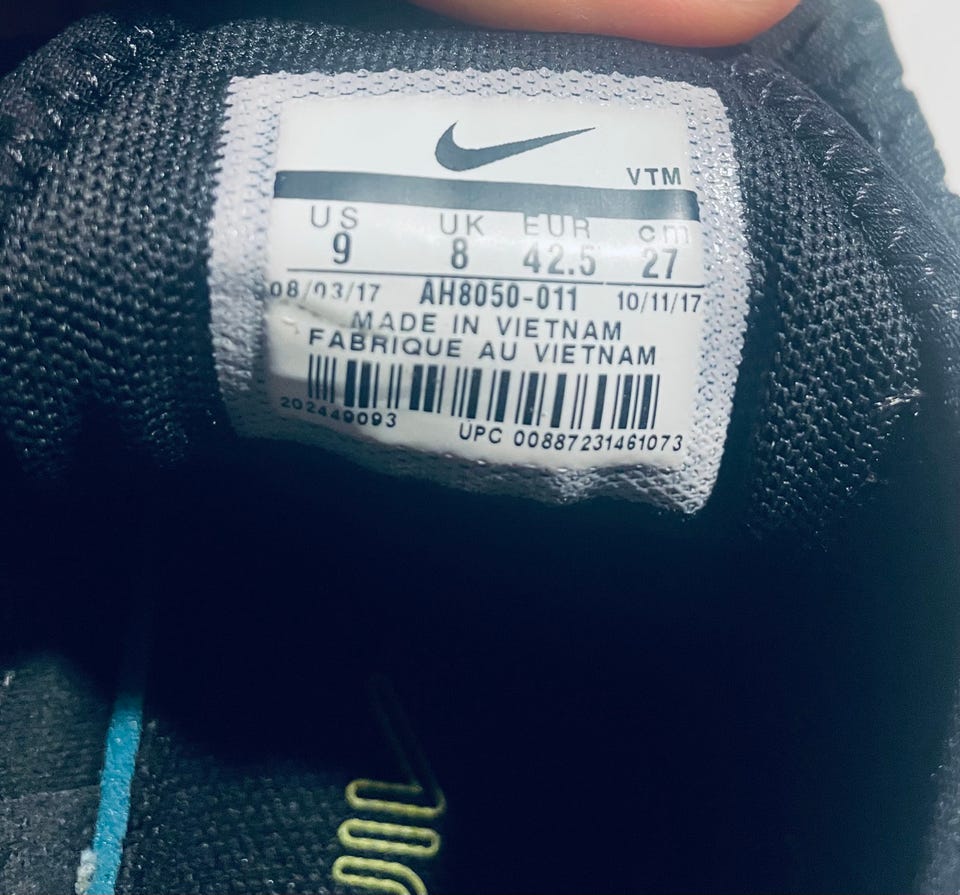 VTM
US UK EUR cm
9 8 42.5 27
08/03/17 AH8050-011 10/11/17
MADE IN VIETNAM
FABRIQUE AU VIETNAM
202449093
UPC 00887231461073